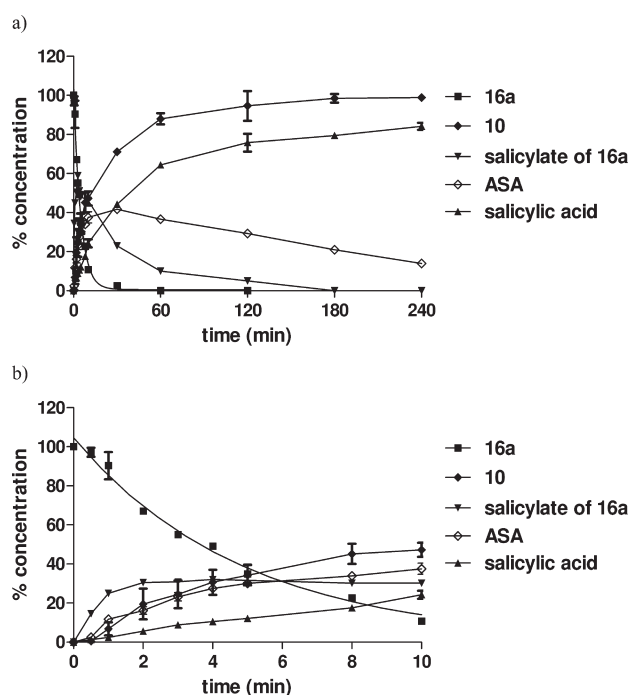 a)
120
100
80
60
40
20
0
% concentration
0 60 120 180 240
time (min)
16a
10
salicylate of 16a
ASA
salicylic acid
b)
120
100
80
60
40
20
0
% concentration
0 2 4 6 8 10
time (min)
16a
10
salicylate of 16a
ASA
salicylic acid